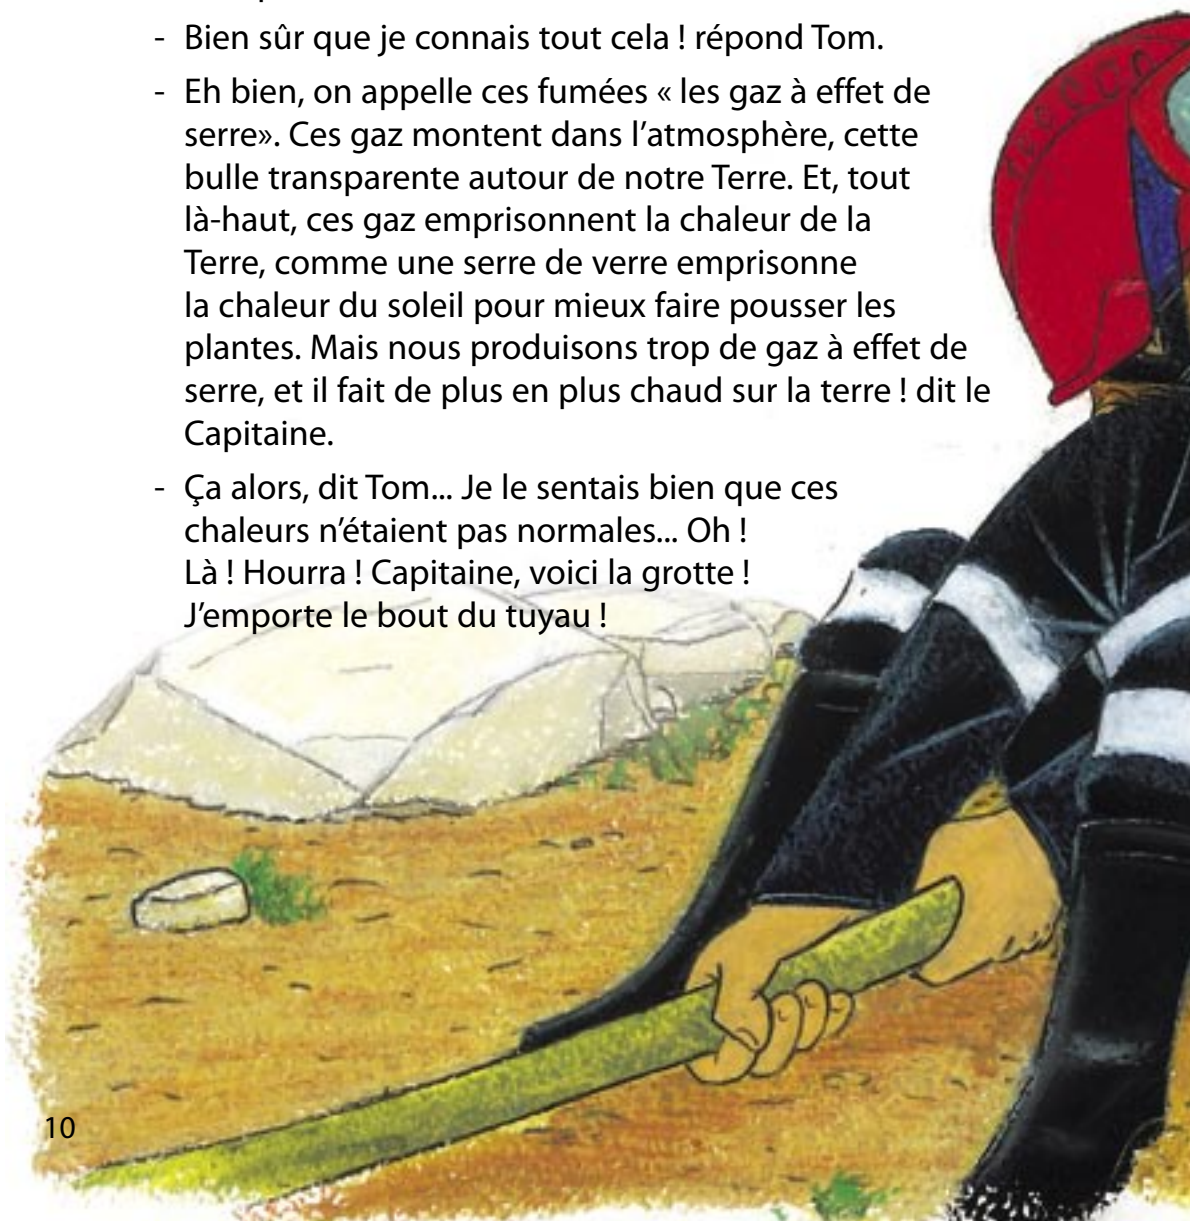 - Bien sûr que je connais tout cela ! répond Tom.
- Eh bien, on appelle ces fumées « les gaz à effet de
serre». Ces gaz montent dans l’atmosphère, cette
bulle transparente autour de notre Terre. Et, tout
là-haut, ces gaz emprisonnent la chaleur de la
Terre, comme une serre de verre emprisonne
la chaleur du soleil pour mieux faire pousser les
plantes. Mais nous produisons trop de gaz à effet de
serre, et il fait de plus en plus chaud sur la terre ! dit le
Capitaine.
- Ça alors, dit Tom... Je le sentais bien que ces
chaleurs n’étaient pas normales... Oh !
Là ! Hourra ! Capitaine, voici la grotte !
J’emporte le bout du tuyau !
10